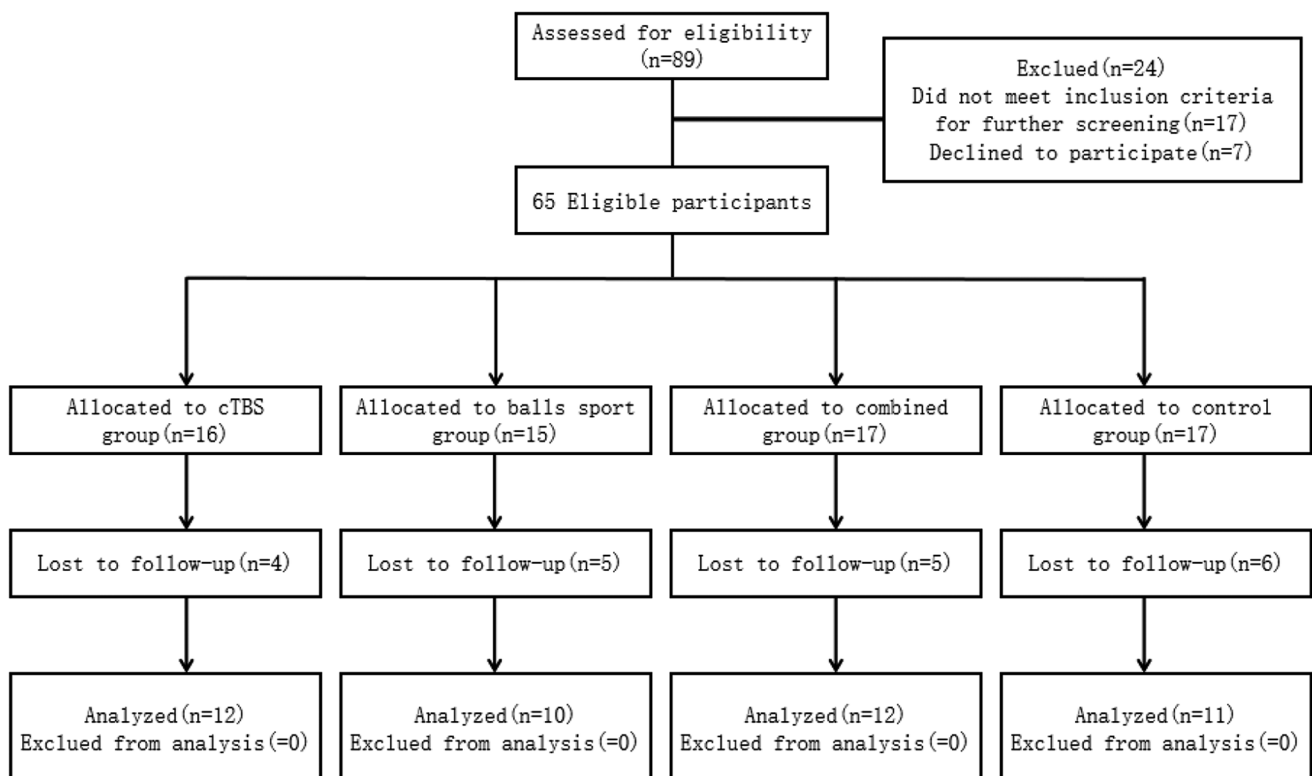 Assessed for eligibility
(n=89)
Exclued(n=24)
Did not meet inclusion criteria
for further screening(n=17)
Declined to participate(n=7)
65 Eligible participants
Allocated to cTBS
group(n=16)
Allocated to balls sport
group(n=15)
Allocated to combined
group(n=17)
Allocated to control
group(n=17)
Lost to follow-up(n=4)
Lost to follow-up(n=5)
Lost to follow-up(n=5)
Lost to follow-up(n=6)
Analyzed(n=12)
Exclued from analysis(=0)
Analyzed(n=10)
Exclued from analysis(=0)
Analyzed(n=12)
Exclued from analysis(=0)
Analyzed(n=11)
Exclued from analysis(=0)